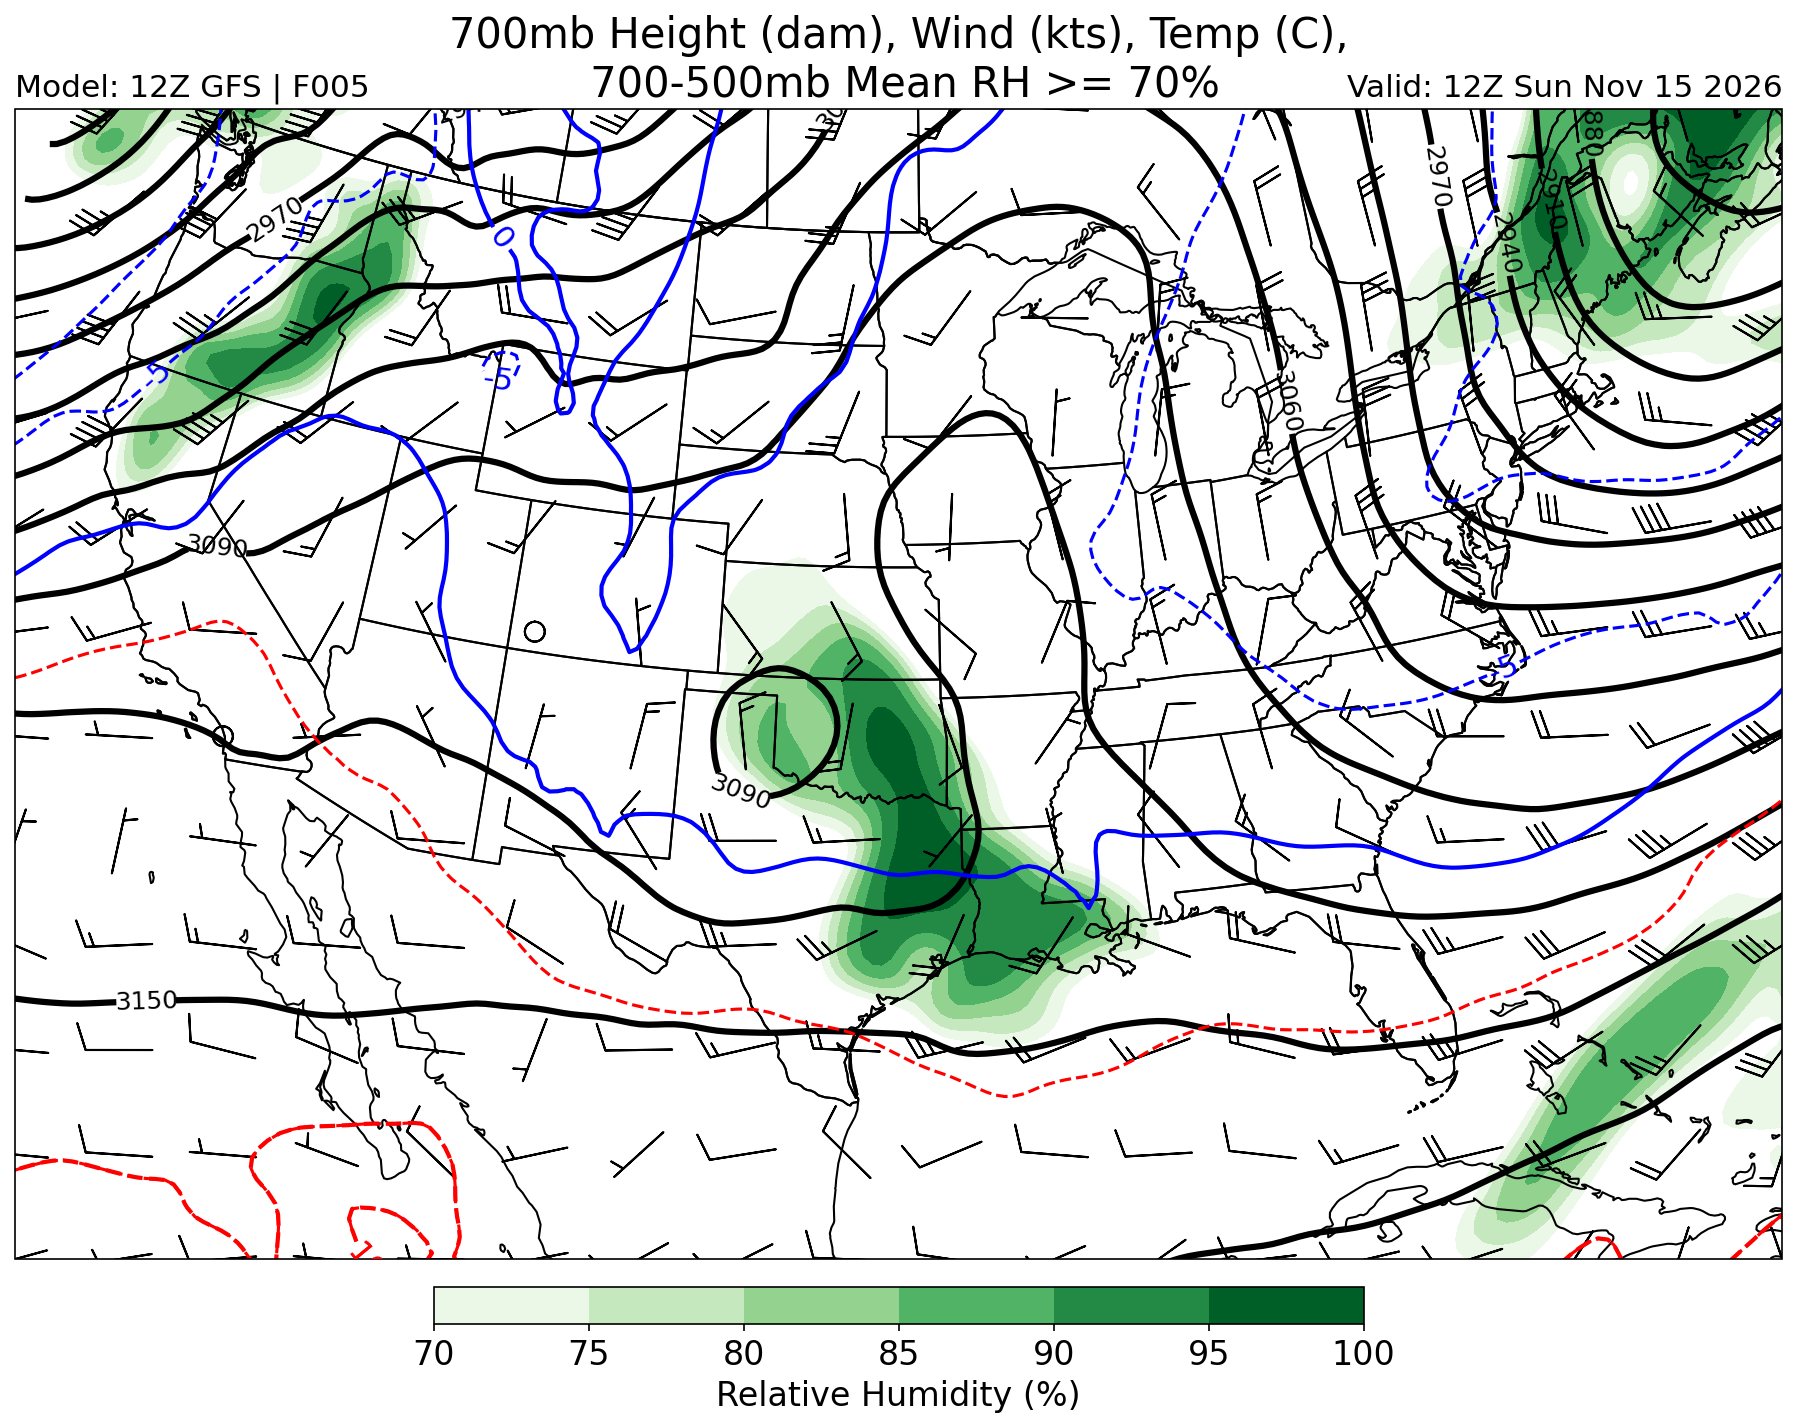 700mb Height (dam), Wind (kts), Temp (C),
700-500mb Mean RH >= 70%
Model: 12Z GFS | F005
Valid: 12Z Sun Nov 15 2026
2970
0
-5
-5
3090
3090
3150
2970
2940
2910
880
3060
-5
70 75 80 85 90 95 100
Relative Humidity (%)